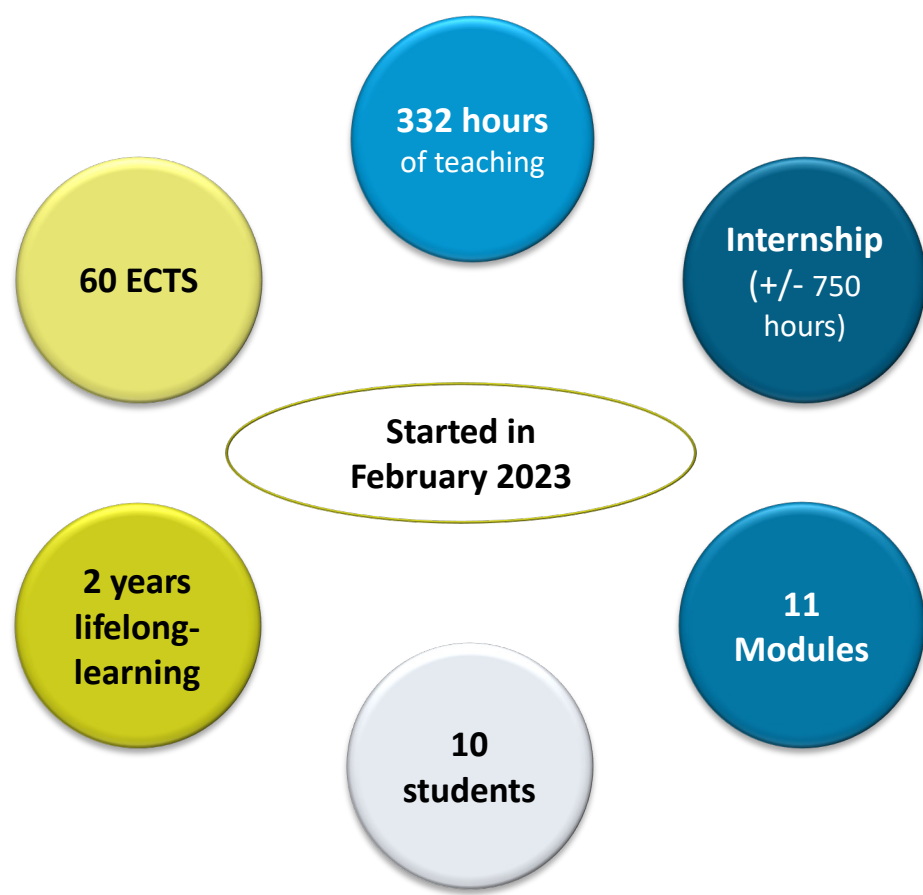 332 hours
of teaching
Internship
(+/- 750
hours)
11
Modules
10
students
2 years
lifelong-
learning
60 ECTS
Started in
February 2023